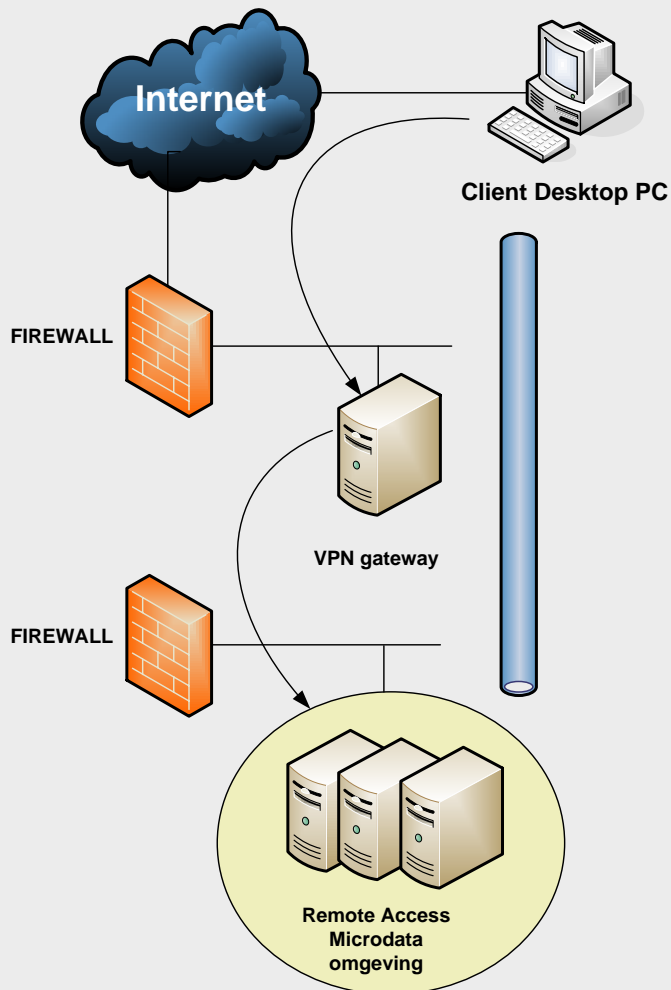 Internet
Client Desktop PC
FIREWALL
VPN gateway
FIREWALL
Remote Access
Microdata
omgeving